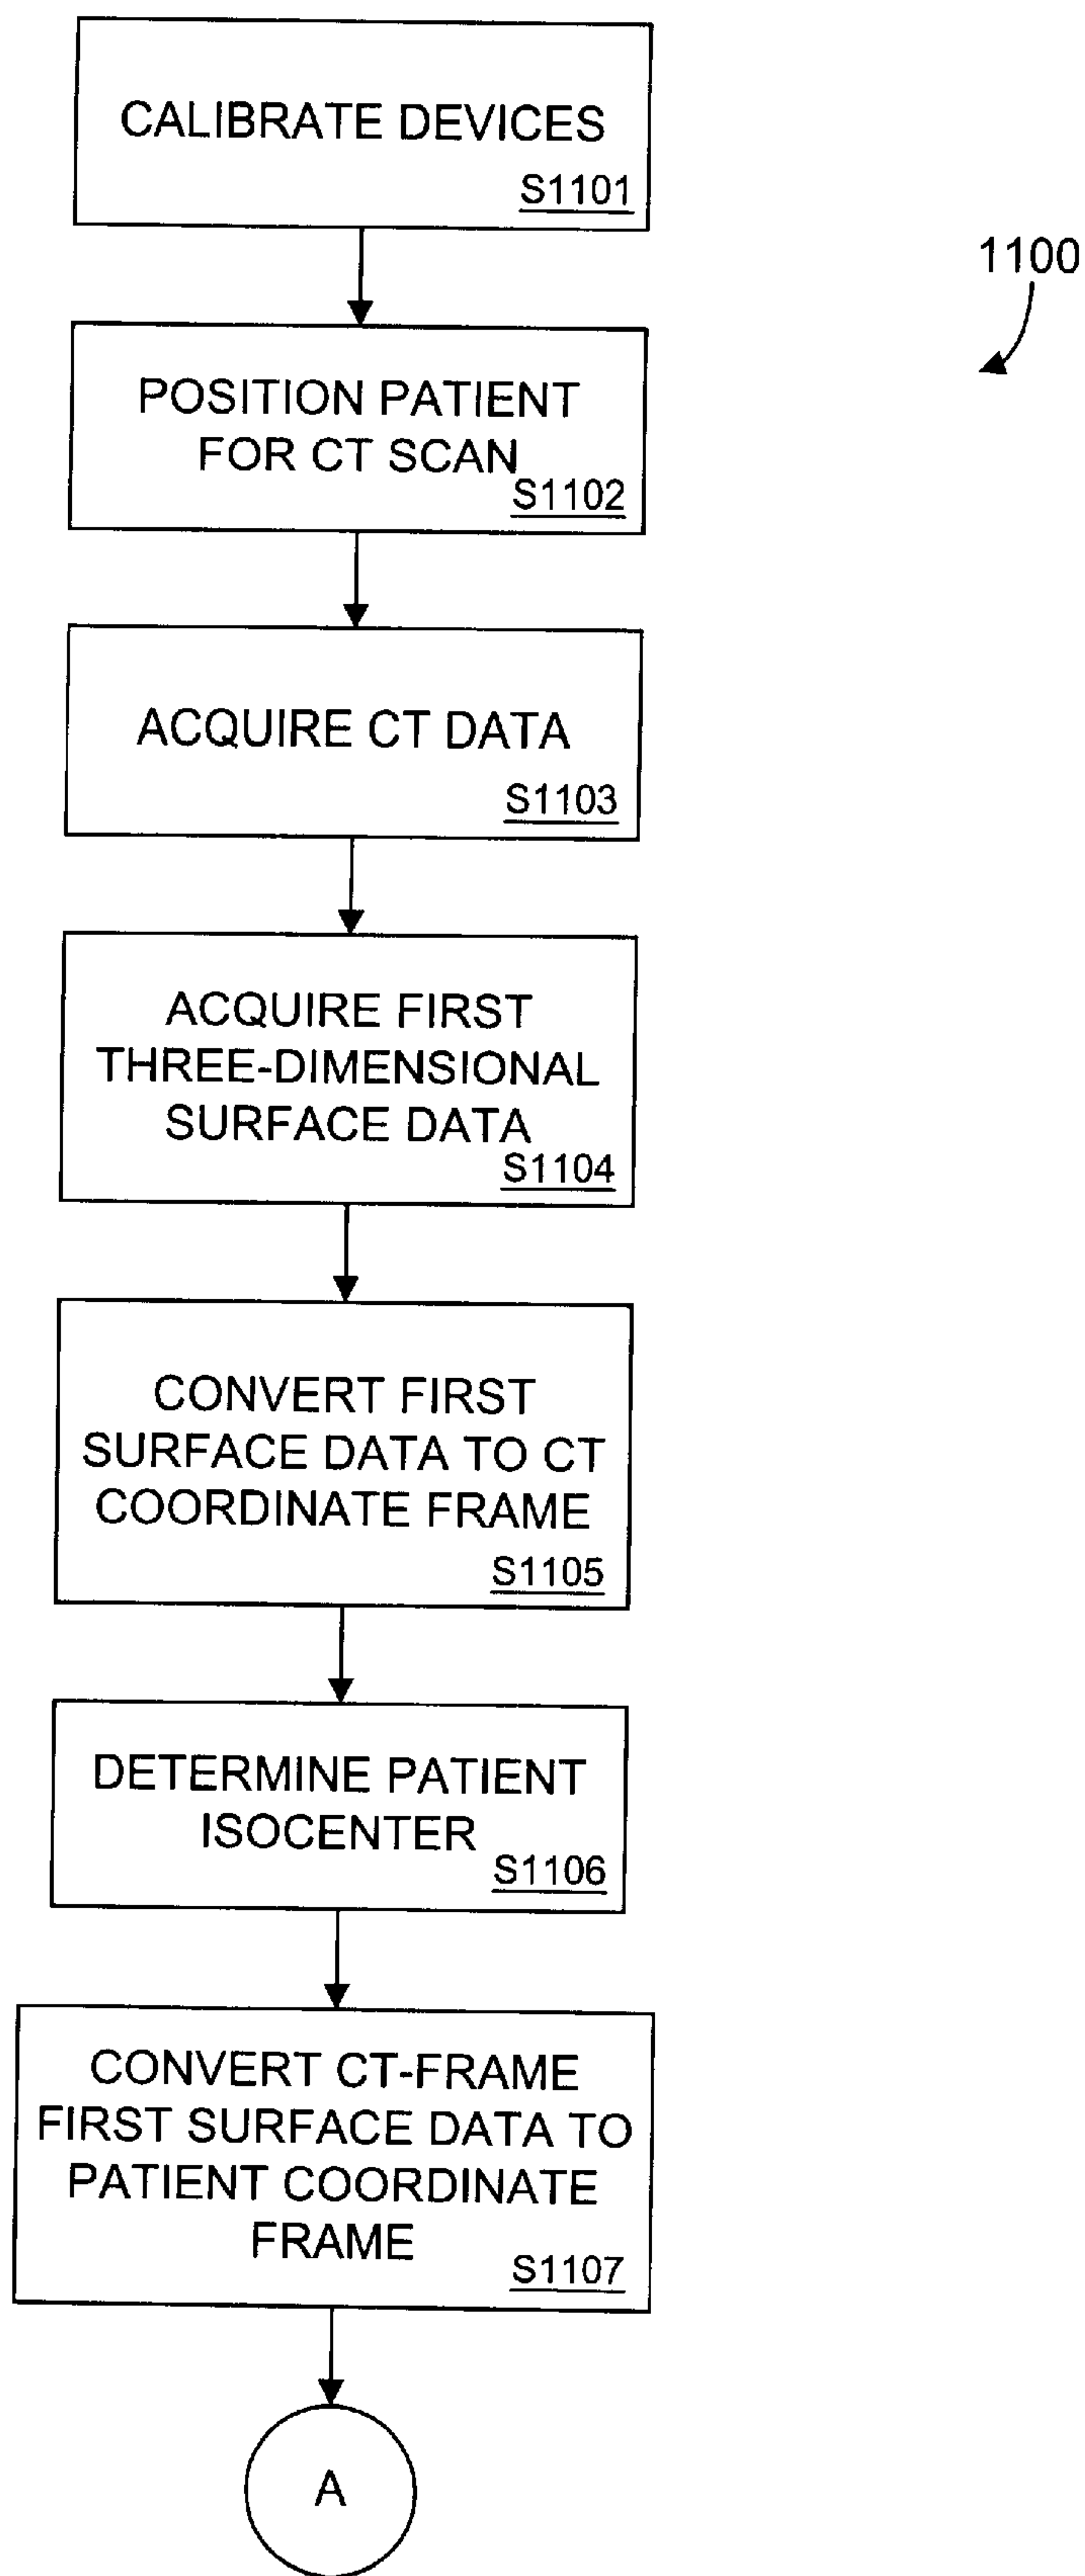 CALIBRATE DEVICES
S1101
1100
POSITION PATIENT
FOR CT SCAN
S1102
ACQUIRE CT DATA
S1103
ACQUIRE FIRST
THREE-DIMENSIONAL
SURFACE DATA
S1104
CONVERT FIRST
SURFACE DATA TO CT
COORDINATE FRAME
S1105
DETERMINE PATIENT
ISOCENTER
S1106
CONVERT CT-FRAME
FIRST SURFACE DATA TO
PATIENT COORDINATE
FRAME
S1107
A